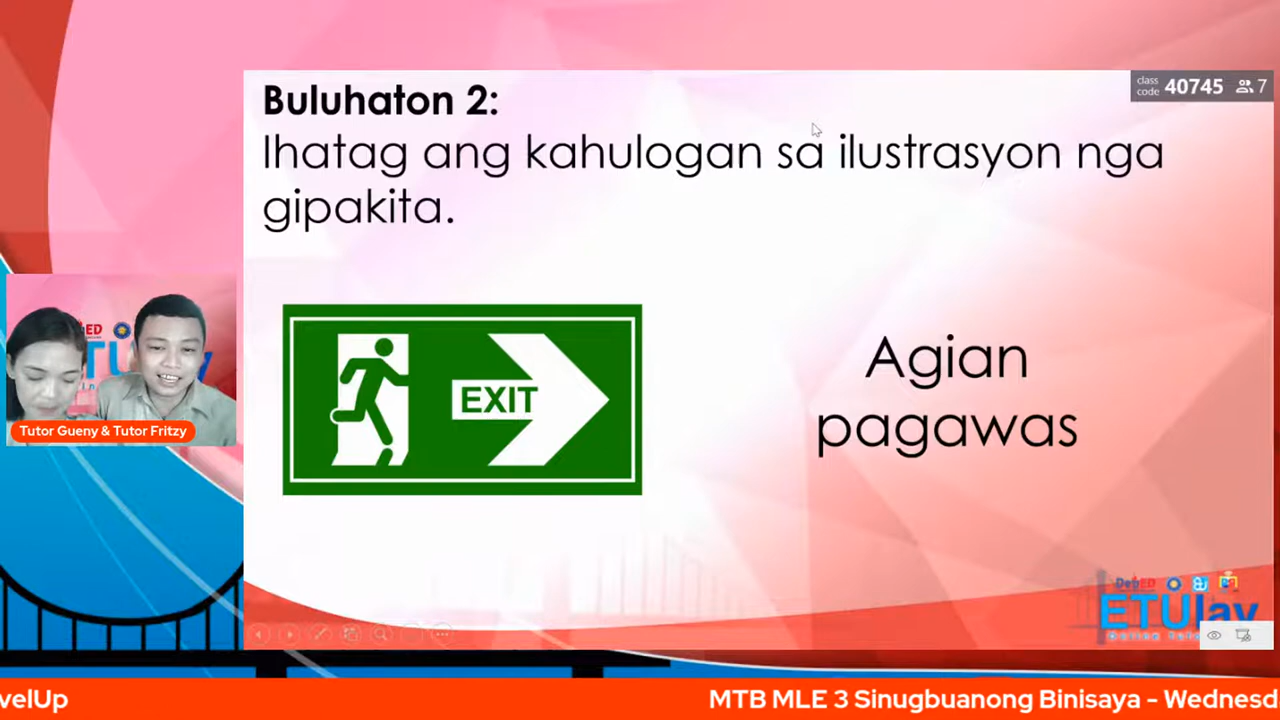 Buluhaton 2:
Ihatag ang kahulogan sa ilustrasyon nga
gipakita.
class
code 40745 7
EXIT
Agian
pagawas
Tutor Gueny & Tutor Fritzy
DepED
ETUlay
velUp
MTB MLE 3 Sinugbuanong Binisaya - Wednesd